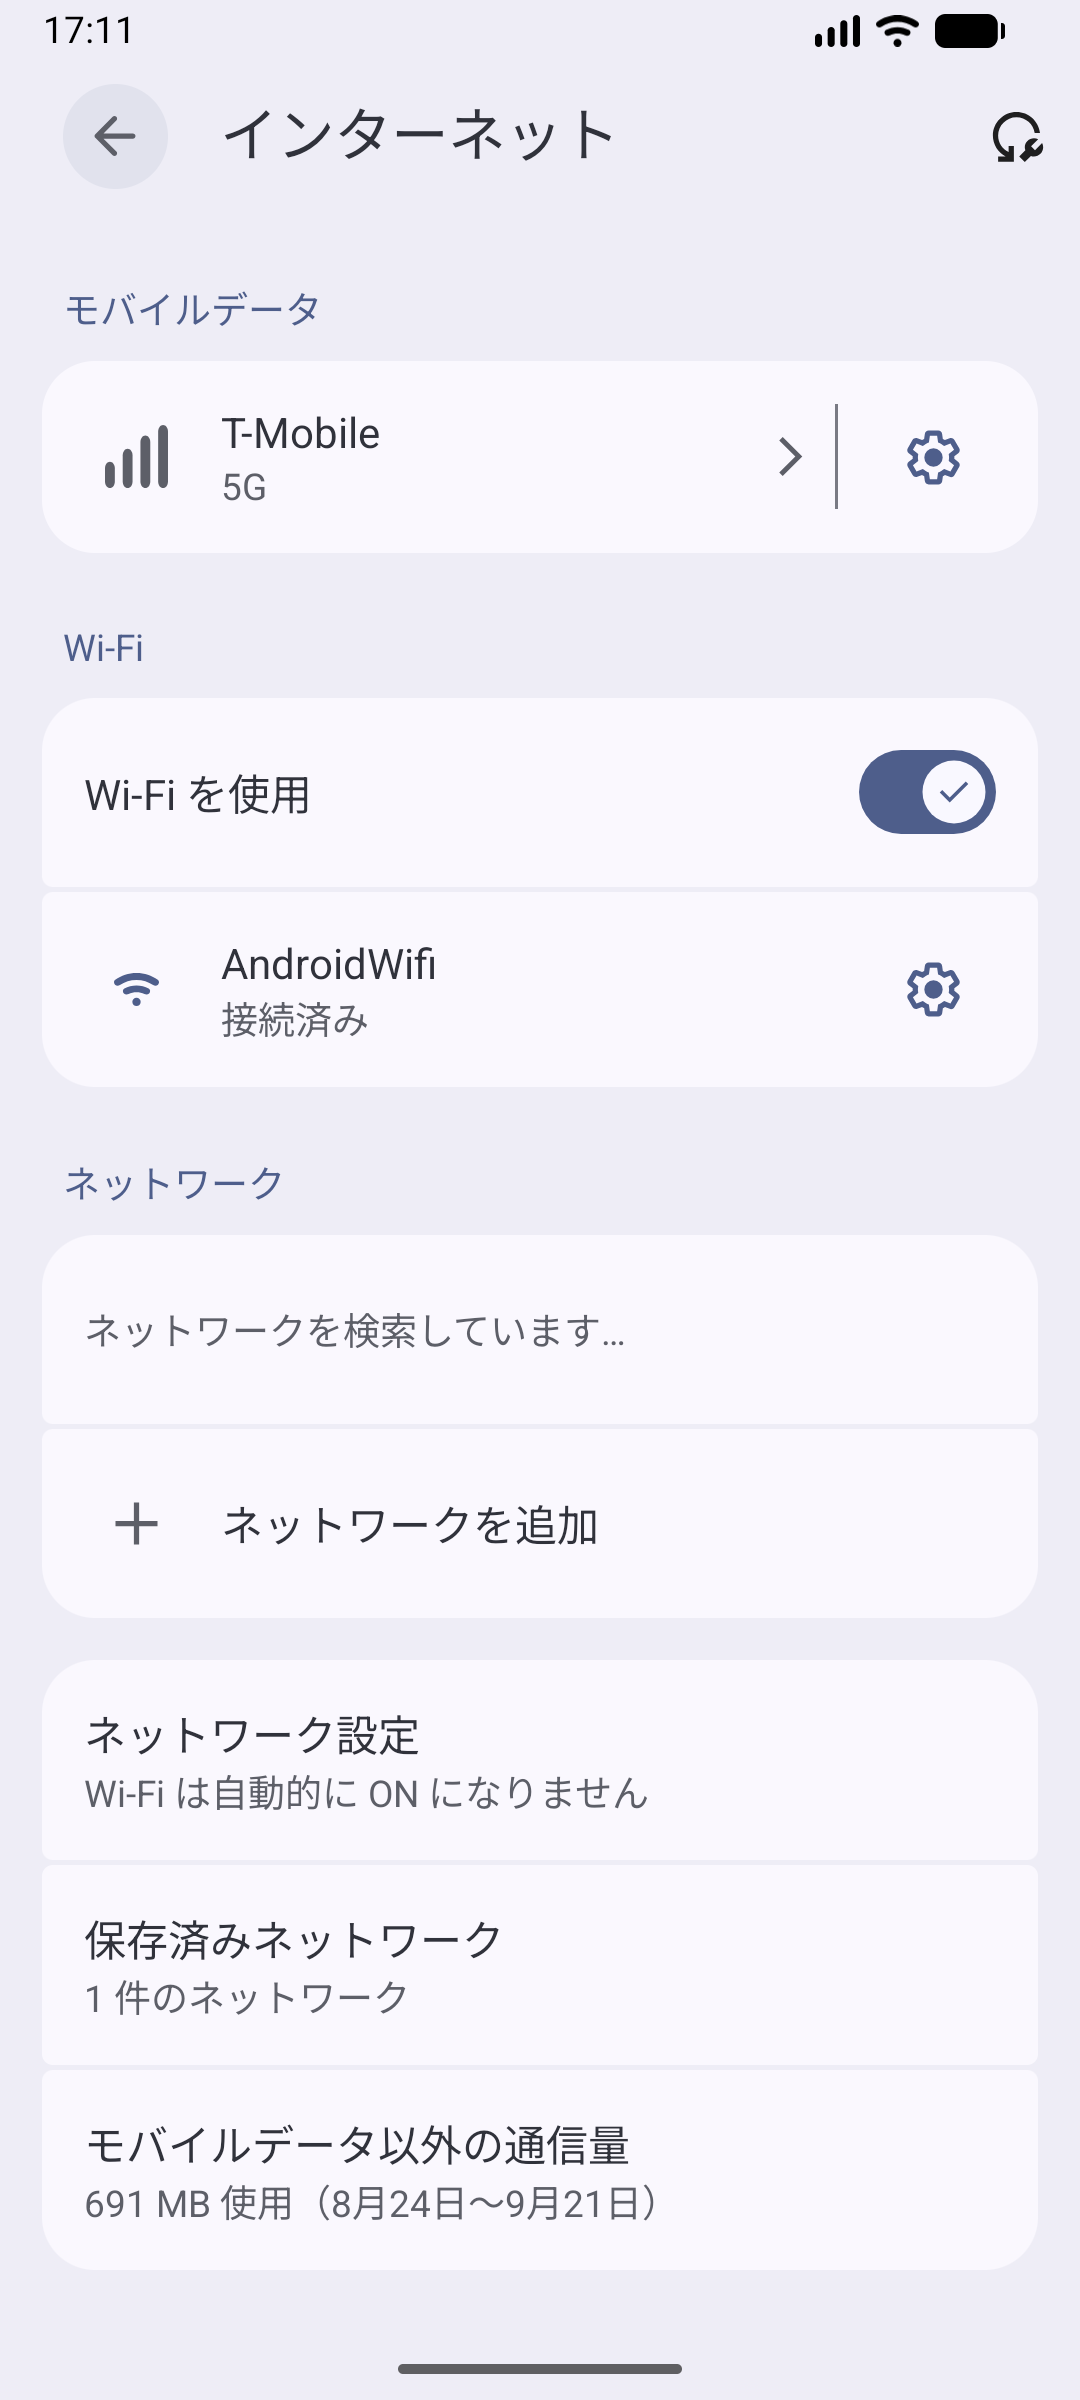 17:11
インターネット
モバイルデータ
T-Mobile
5G
Wi-Fi
Wi-Fi を使用
AndroidWifi
接続済み
ネットワーク
ネットワークを検索しています…
ネットワークを追加
ネットワーク設定
Wi-Fi は自動的に ON になりません
保存済みネットワーク
1 件のネットワーク
モバイルデータ以外の通信量
691 MB 使用（8月24日～9月21日）